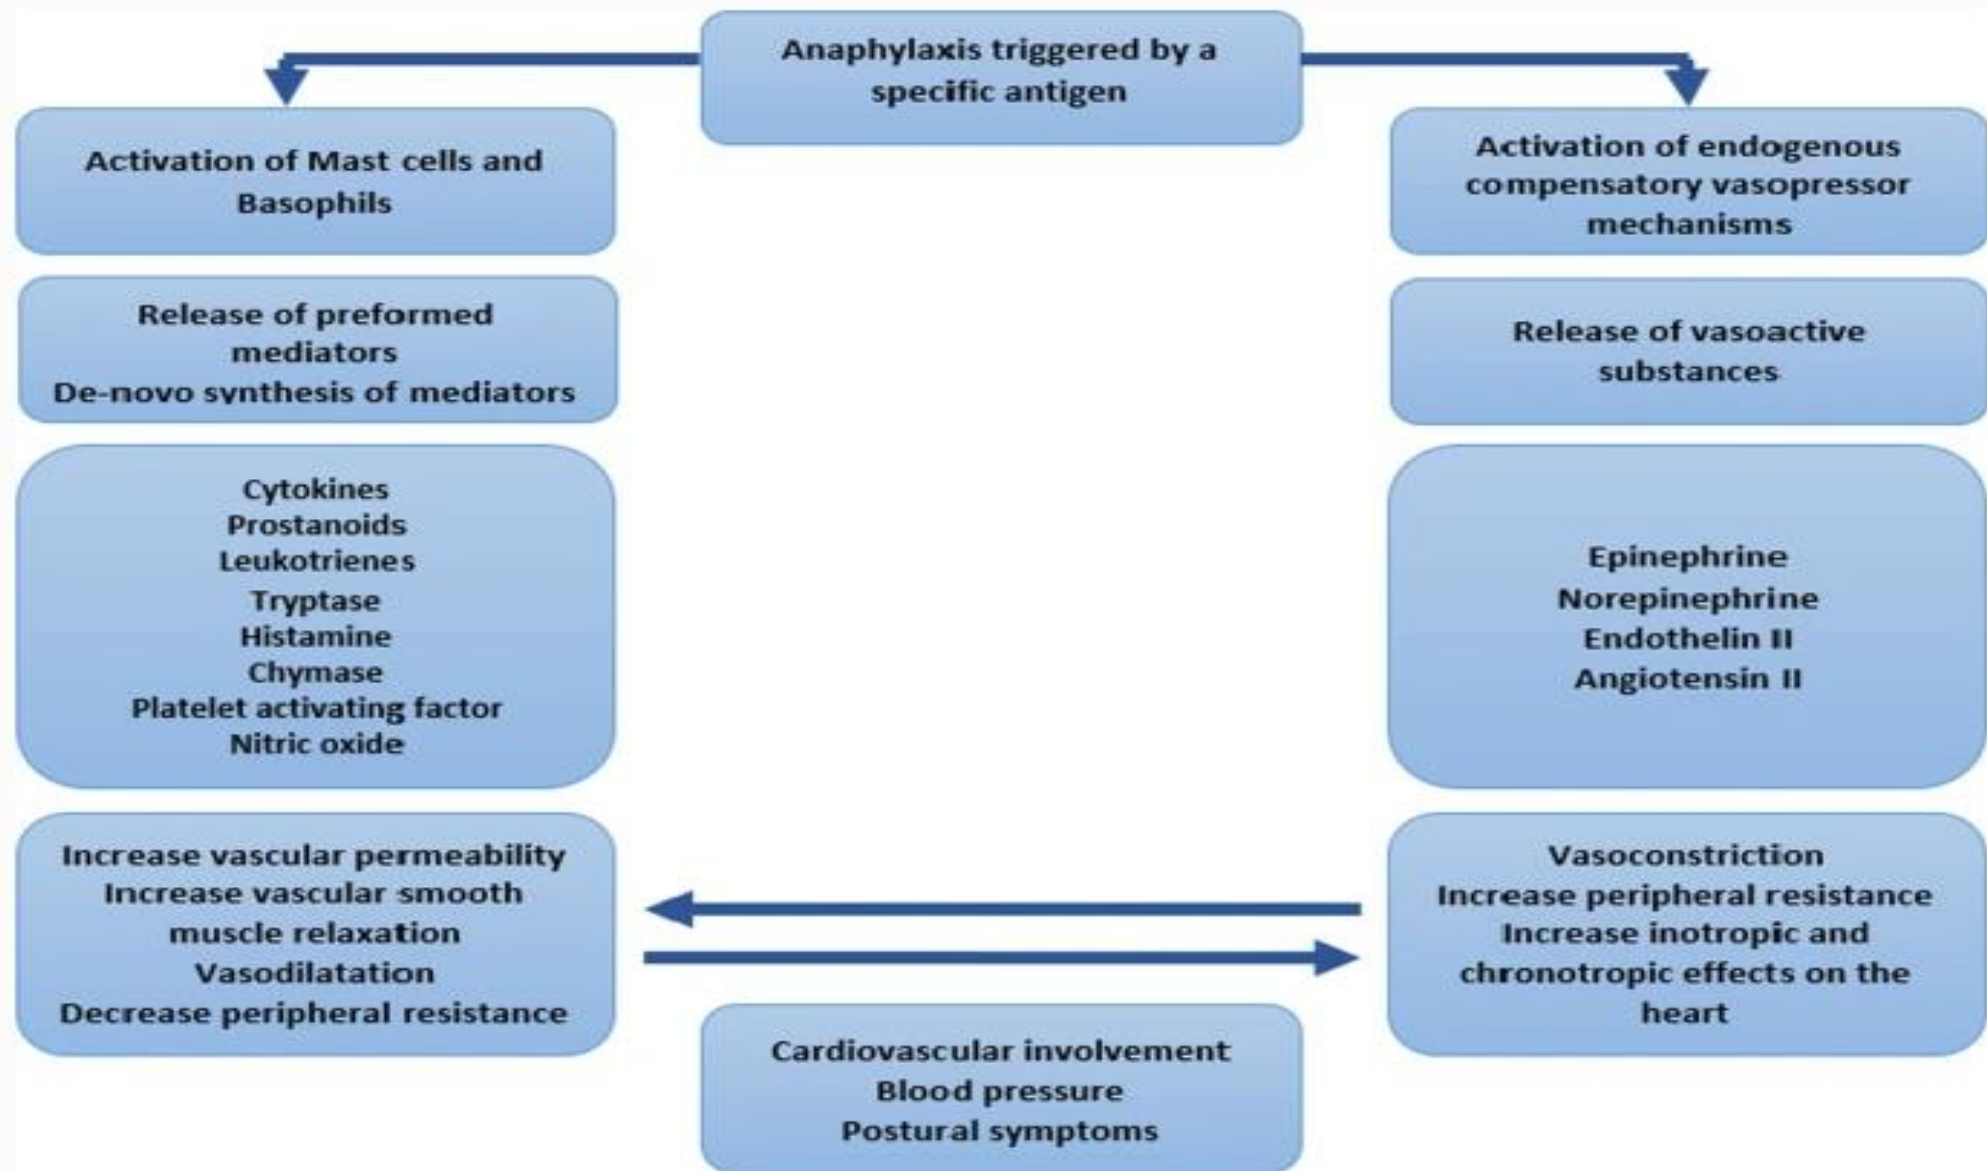 Anaphylaxis triggered by a
specific antigen
Activation of Mast cells and
Basophils
Release of preformed
mediators
De-novo synthesis of mediators
Cytokines
Prostanoids
Leukotrienes
Tryptase
Histamine
Chymase
Platelet activating factor
Nitric oxide
Increase vascular permeability
Increase vascular smooth
muscle relaxation
Vasodilatation
Decrease peripheral resistance
Activation of endogenous
compensatory vasopressor
mechanisms
Release of vasoactive
substances
Epinephrine
Norepinephrine
Endothelin II
Angiotensin II
Vasoconstriction
Increase peripheral resistance
Increase inotropic and
chronotropic effects on the
heart
Cardiovascular involvement
Blood pressure
Postural symptoms